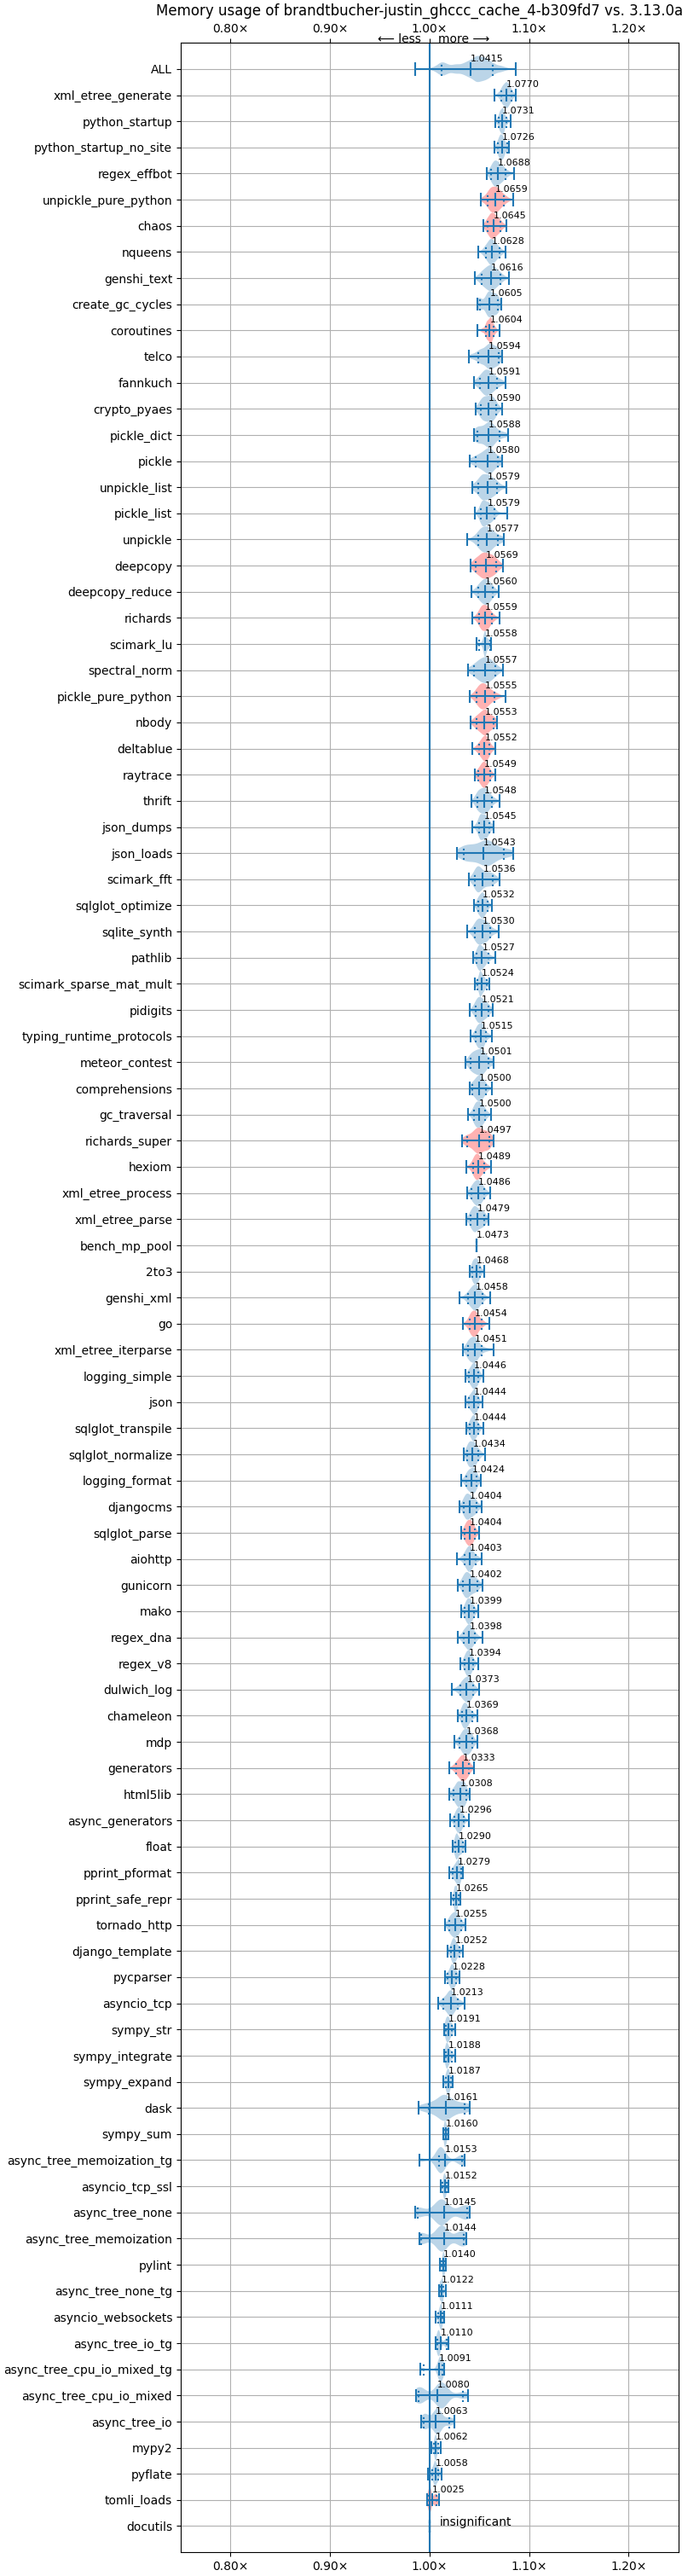 Memory usage of brandtbucher-justin_ghccc_cache_4-b309fd7 vs. 3.13.0a
0.80× 0.90× 1.00× 1.10× 1.20×
⟵ less more ⟶
ALL 1.0415
xml_etree_generate 1.0770
python_startup 1.0731
python_startup_no_site 1.0726
regex_effbot 1.0688
unpickle_pure_python 1.0659
chaos 1.0645
nqueens 1.0628
genshi_text 1.0616
create_gc_cycles 1.0605
coroutines 1.0604
telco 1.0594
fannkuch 1.0591
crypto_pyaes 1.0590
pickle_dict 1.0588
pickle 1.0580
unpickle_list 1.0579
pickle_list 1.0579
unpickle 1.0577
deepcopy 1.0569
deepcopy_reduce 1.0560
richards 1.0559
scimark_lu 1.0558
spectral_norm 1.0557
pickle_pure_python 1.0555
nbody 1.0553
deltablue 1.0552
raytrace 1.0549
thrift 1.0548
json_dumps 1.0545
json_loads 1.0543
scimark_fft 1.0536
sqlglot_optimize 1.0532
sqlite_synth 1.0530
pathlib 1.0527
scimark_sparse_mat_mult 1.0524
pidigits 1.0521
typing_runtime_protocols 1.0515
meteor_contest 1.0501
comprehensions 1.0500
gc_traversal 1.0500
richards_super 1.0497
hexiom 1.0489
xml_etree_process 1.0486
xml_etree_parse 1.0479
bench_mp_pool 1.0473
2to3 1.0468
genshi_xml 1.0458
go 1.0454
xml_etree_iterparse 1.0451
logging_simple 1.0446
json 1.0444
sqlglot_transpile 1.0444
sqlglot_normalize 1.0434
logging_format 1.0424
djangocms 1.0404
sqlglot_parse 1.0404
aiohttp 1.0403
gunicorn 1.0402
mako 1.0399
regex_dna 1.0398
regex_v8 1.0394
dulwich_log 1.0373
chameleon 1.0369
mdp 1.0368
generators 1.0333
html5lib 1.0308
async_generators 1.0296
float 1.0290
pprint_pformat 1.0279
pprint_safe_repr 1.0265
tornado_http 1.0255
django_template 1.0252
pycparser 1.0228
asyncio_tcp 1.0213
sympy_str 1.0191
sympy_integrate 1.0188
sympy_expand 1.0187
dask 1.0161
sympy_sum 1.0160
async_tree_memoization_tg 1.0153
asyncio_tcp_ssl 1.0152
async_tree_none 1.0145
async_tree_memoization 1.0144
pylint 1.0140
async_tree_none_tg 1.0122
asyncio_websockets 1.0111
async_tree_io_tg 1.0110
async_tree_cpu_io_mixed_tg 1.0091
async_tree_cpu_io_mixed 1.0080
async_tree_io 1.0063
mypy2 1.0062
pyflate 1.0058
tomli_loads 1.0025
docutils insignificant
0.80× 0.90× 1.00× 1.10× 1.20×